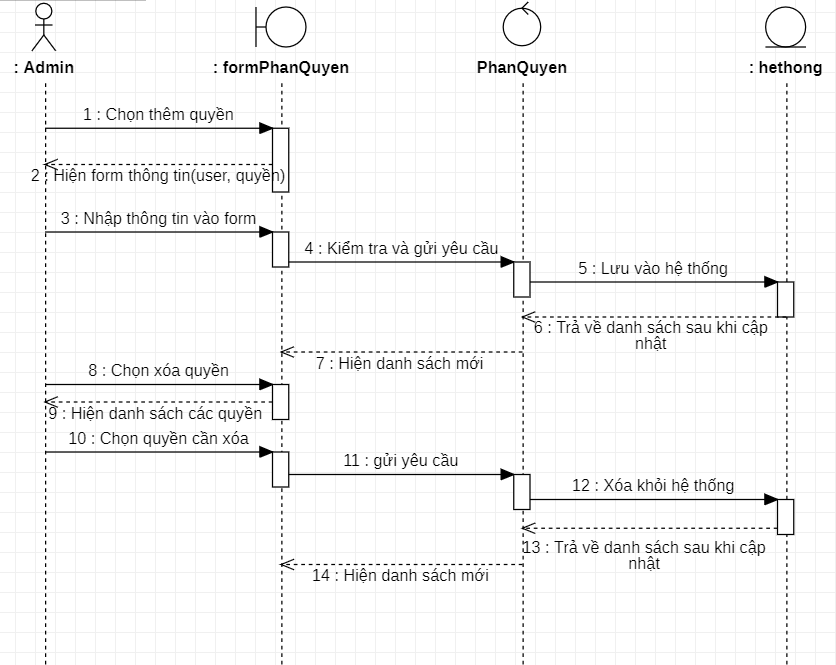 : Admin
: formPhanQuyen
PhanQuyen
: hethong
1 : Chọn thêm quyền
2 : Hiện form thông tin(user, quyền)
3 : Nhập thông tin vào form
4 : Kiểm tra và gửi yêu cầu
5 : Lưu vào hệ thống
6 : Trả về danh sách sau khi cập
nhật
7 : Hiện danh sách mới
8 : Chọn xóa quyền
9 : Hiện danh sách các quyền
10 : Chọn quyền cần xóa
11 : gửi yêu cầu
12 : Xóa khỏi hệ thống
13 : Trả về danh sách sau khi cập
nhật
14 : Hiện danh sách mới